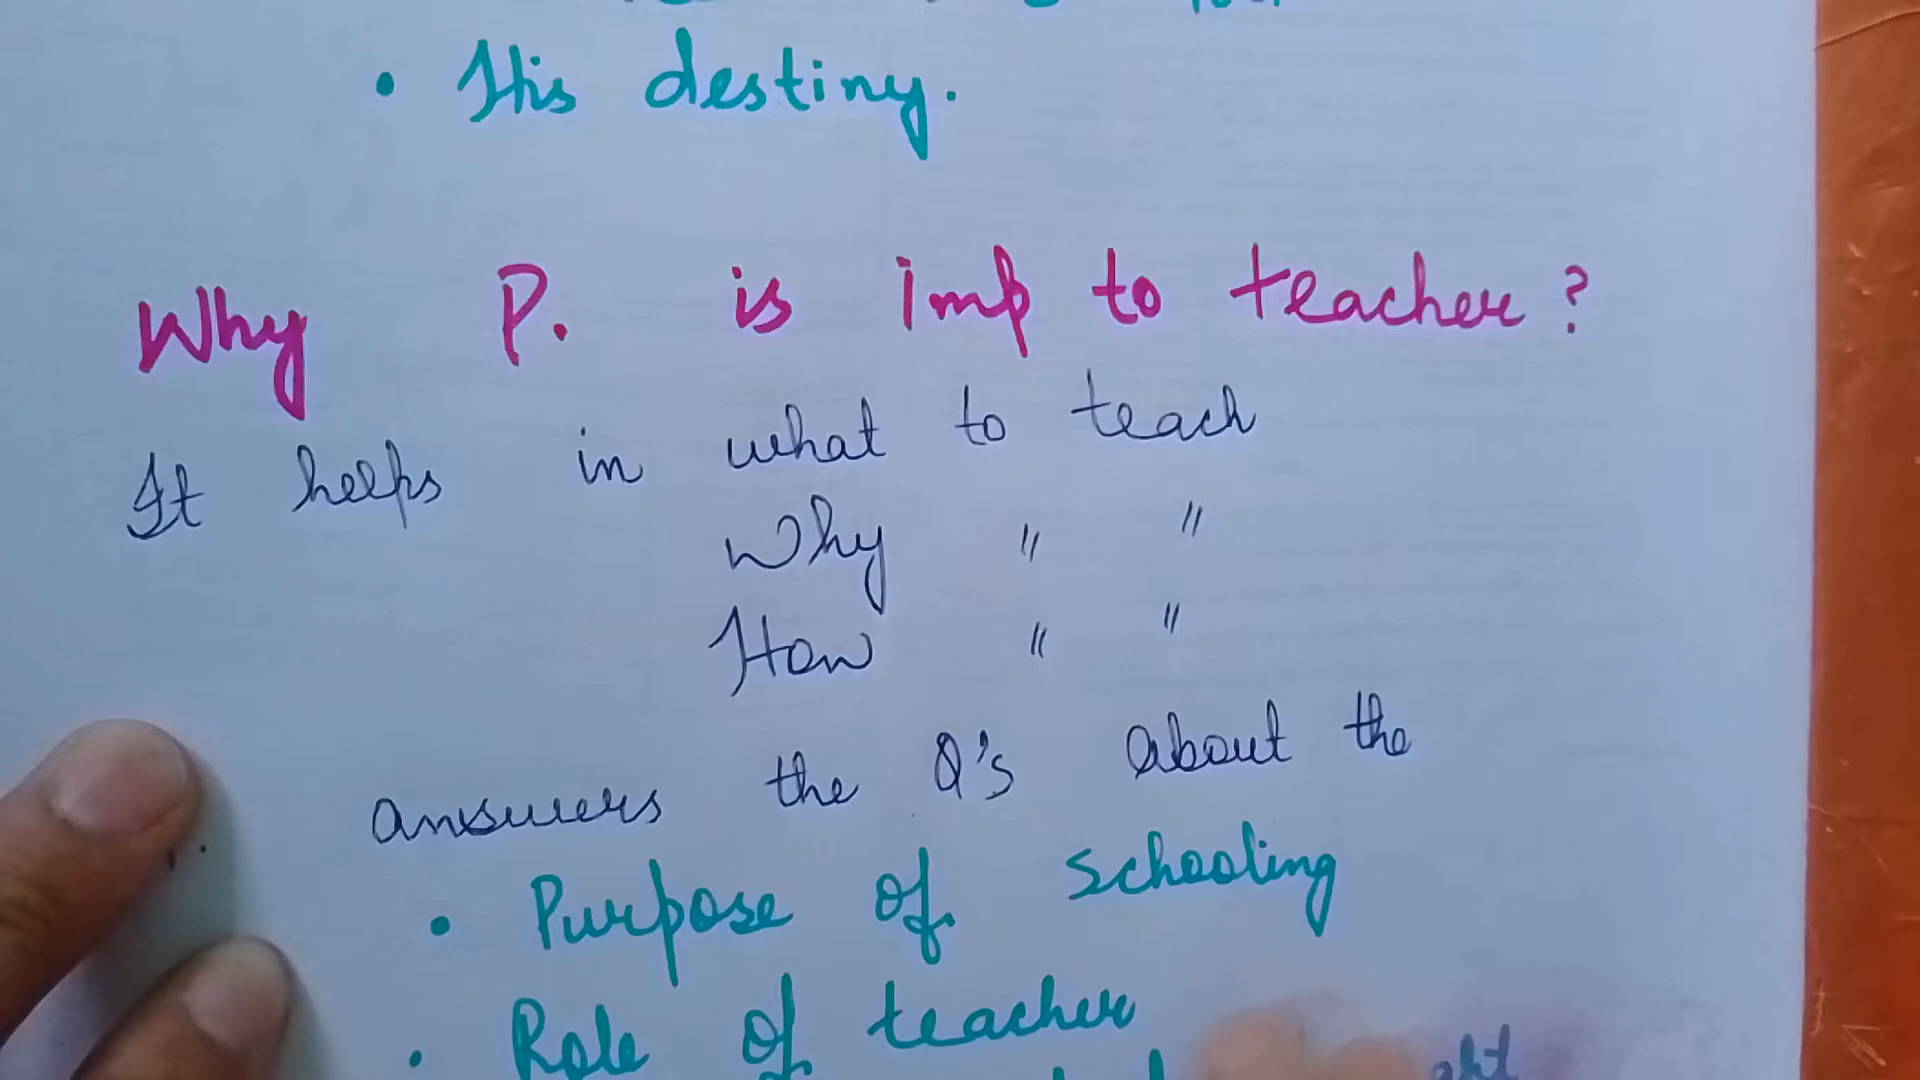 • His destiny.
Why P. is imp to teacher?
It helps in what to teach
Why " "
How " "
answers the Q's about the
• Purpose of schooling
• Role of teacher